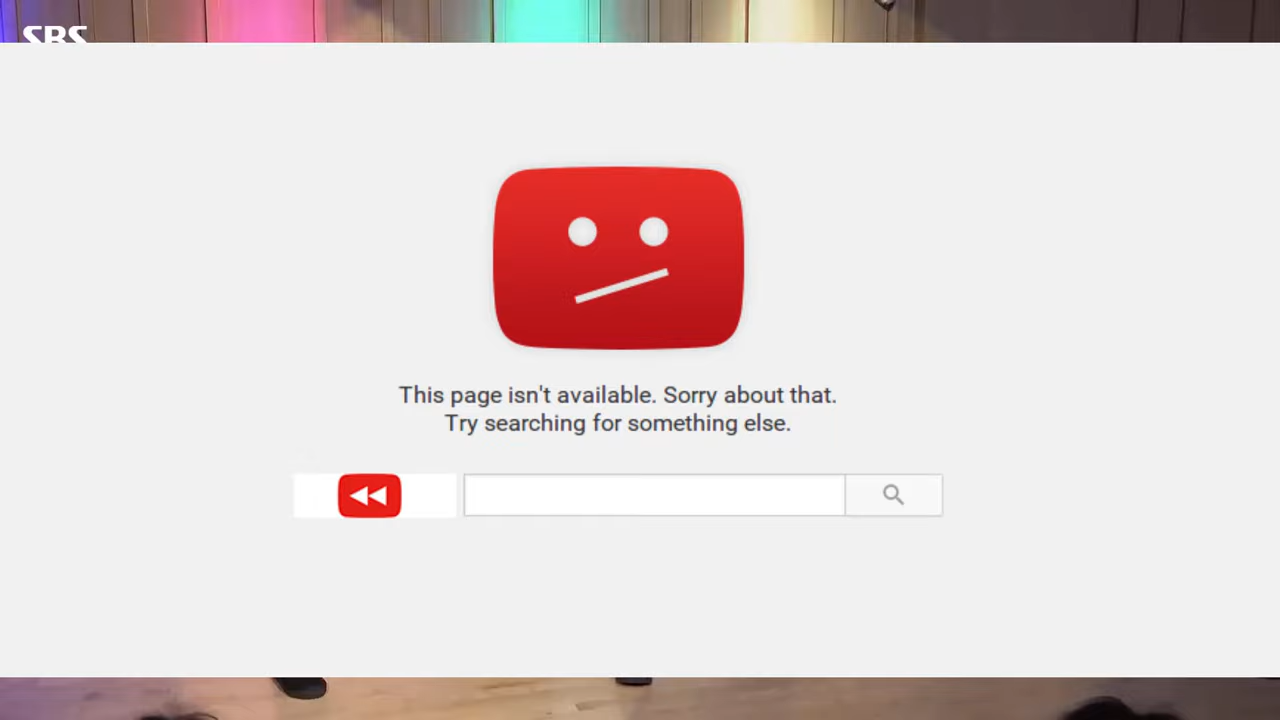 SBS
This page isn't available. Sorry about that.
Try searching for something else.